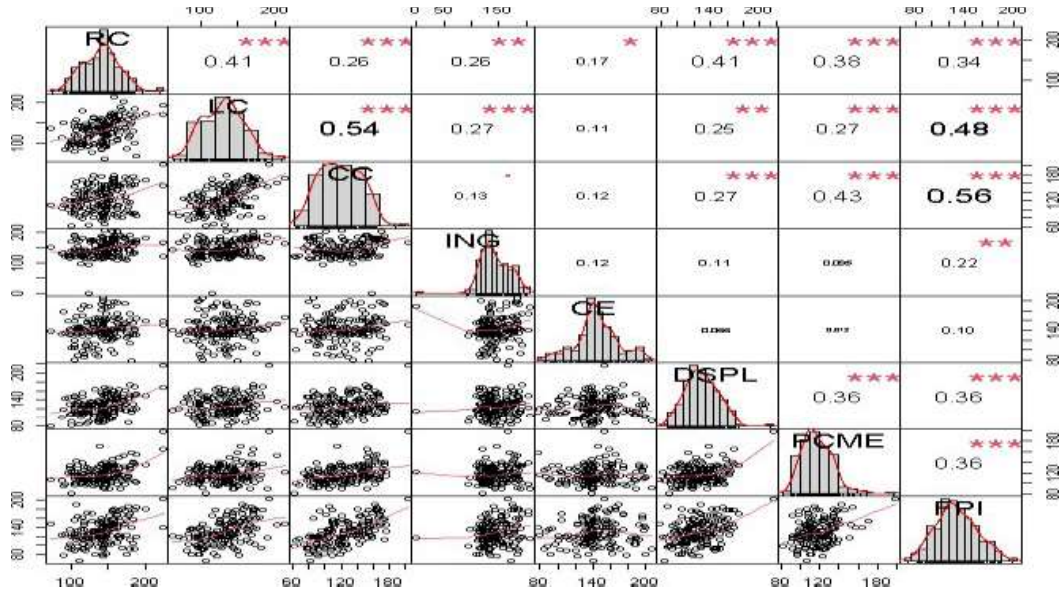 100 200 0 50 150 80 140 200 80 140 200
RC *** 0.41 *** 0.26 ** 0.26 * 0.17 *** 0.41 *** 0.38 *** 0.34 100 200
100 200 LC *** 0.54 *** 0.27 0.11 ** 0.25 *** 0.27 *** 0.48
CC . 0.13 0.12 *** 0.27 *** 0.43 *** 0.56 60 120 180
0 100 200 ING 0.12 0.11 ** 0.22
CE 0.10 80 140 200
80 140 200 DSPL *** 0.36 *** 0.36
PCME *** 0.36 80 120 180
80 140 200 PPI
100 200 60 120 180 80 140 200 80 120 180